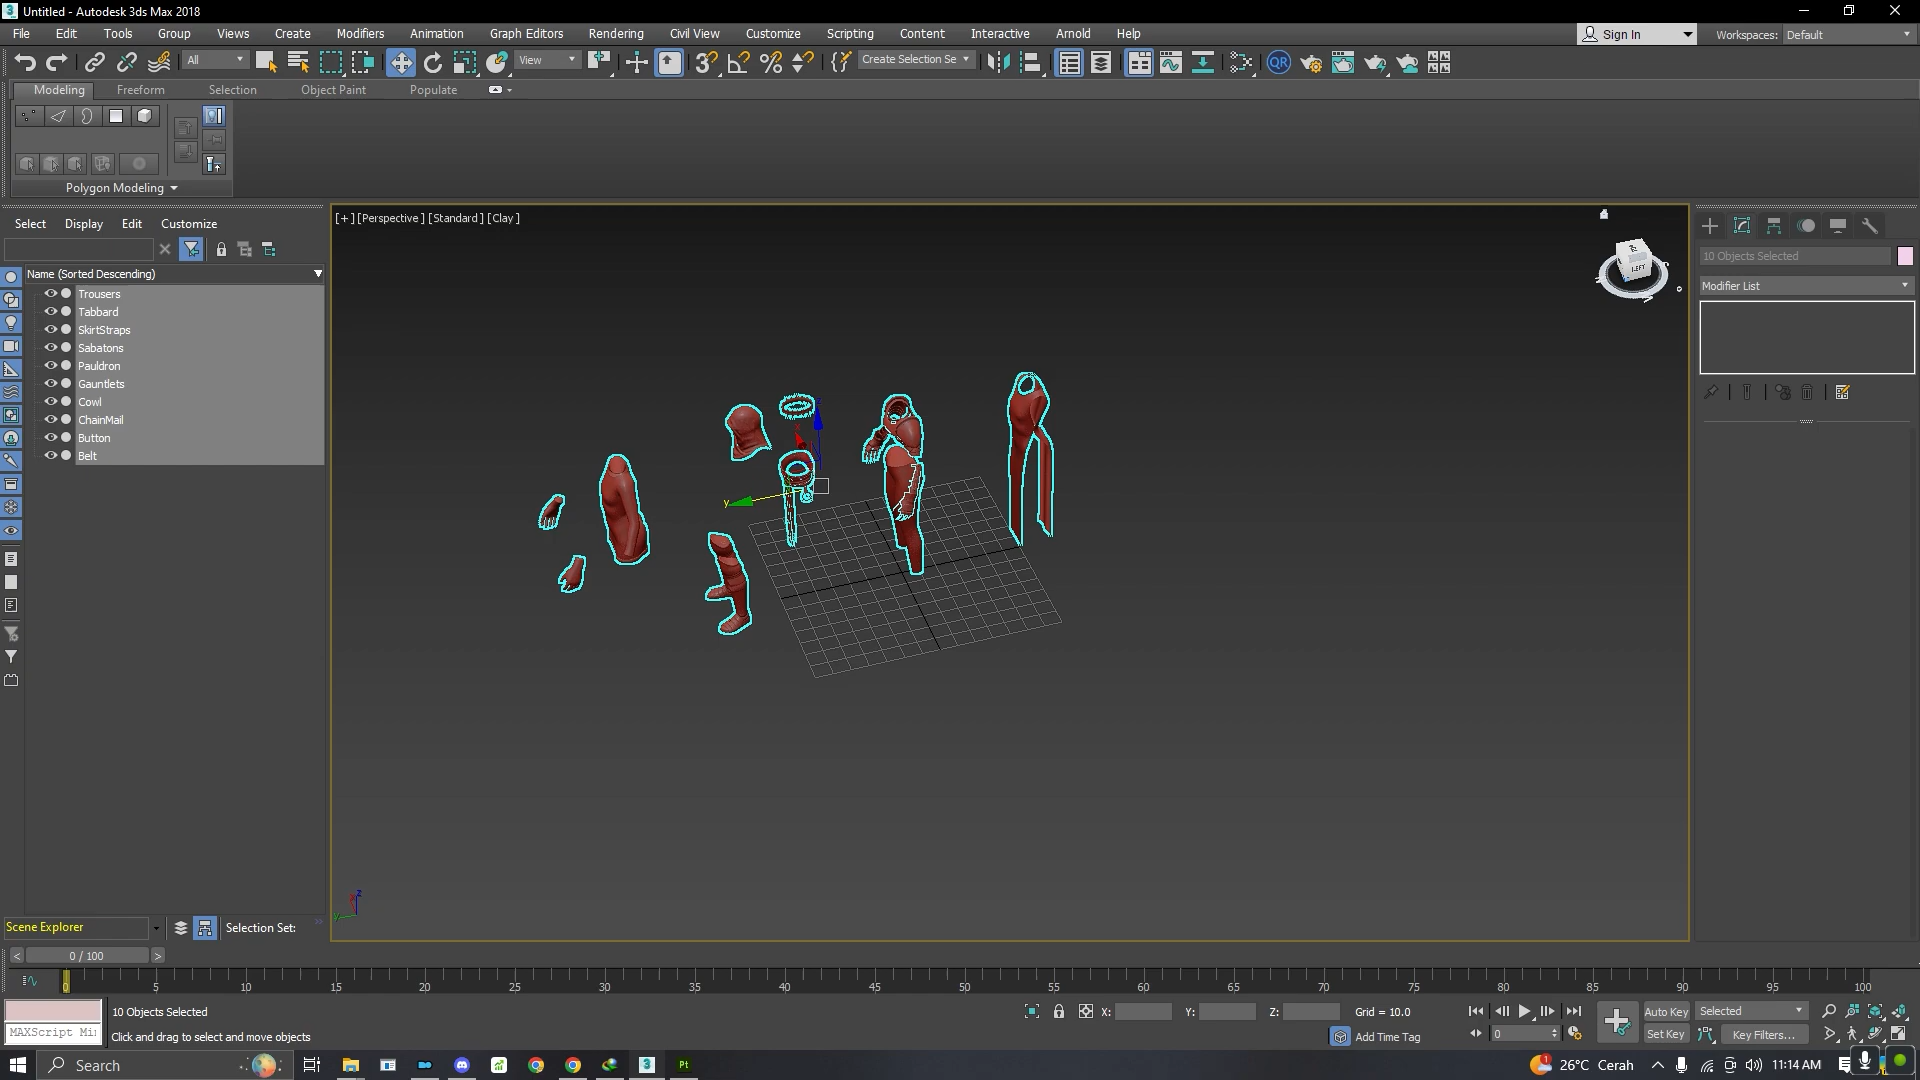 Untitled - Autodesk 3ds Max 2018
File Edit Tools Group Views Create Modifiers Animation Graph Editors Rendering Civil View Customize Scripting Content Interactive Arnold Help
Sign In
Workspaces: Default
All
View
Create Selection Se
Modeling Freeform Selection Object Paint Populate
Polygon Modeling
Select Display Edit Customize
[+] [Perspective] [Standard] [Clay]
LEFT
10 Objects Selected
Modifier List
Name (Sorted Descending)
Trousers
Tabbard
SkirtStraps
Sabatons
Pauldron
Gauntlets
Cowl
ChainMail
Button
Belt
y
z
Scene Explorer
Selection Set:
0 / 100
0 5 10 15 20 25 30 35 40 45 50 55 60 65 70 75 80 85 90 95 100
10 Objects Selected
X: Y: Z: Grid = 10.0
Auto Key
Selected
MAXScript Mi
Click and drag to select and move objects
Add Time Tag
0
Set Key
Key Filters...
Search
Pt
1
26°C Cerah
11:14 AM